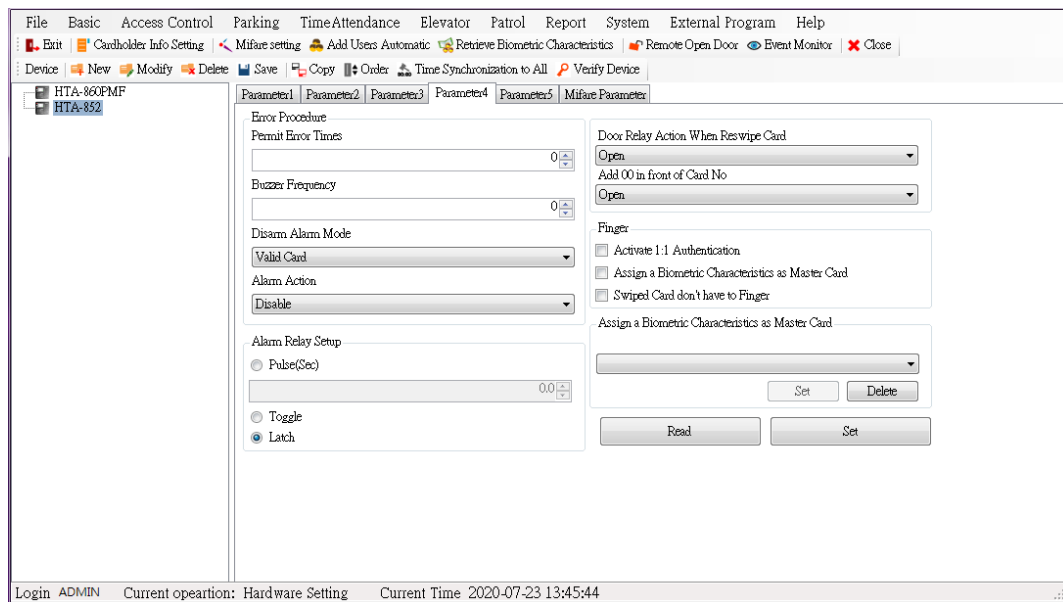 File Basic Access Control Parking TimeAttendance Elevator Patrol Report System External Program Help
Exit Cardholder Info Setting Mifare setting Add Users Automatic Retrieve Biometric Characteristics Remote Open Door Event Monitor Close
Device New Modify Delete Save Copy Order Time Synchronization to All Verify Device
HTA-860PMF
HTA-852
Parameter1 Parameter2 Parameter3 Parameter4 Parameter5 Mifare Parameter
Error Procedure
Permit Error Times
0
Buzzer Frequency
0
Disarm Alarm Mode
Valid Card
Alarm Action
Disable
Alarm Relay Setup
Pulse(Sec)
0.0
Toggle
Latch
Door Relay Action When Reswipe Card
Open
Add 00 in front of Card No
Open
Finger
Activate 1:1 Authentication
Assign a Biometric Characteristics as Master Card
Swiped Card don't have to Finger
Assign a Biometric Characteristics as Master Card
Set Delete
Read Set
Login ADMIN Current opeartion: Hardware Setting Current Time 2020-07-23 13:45:44